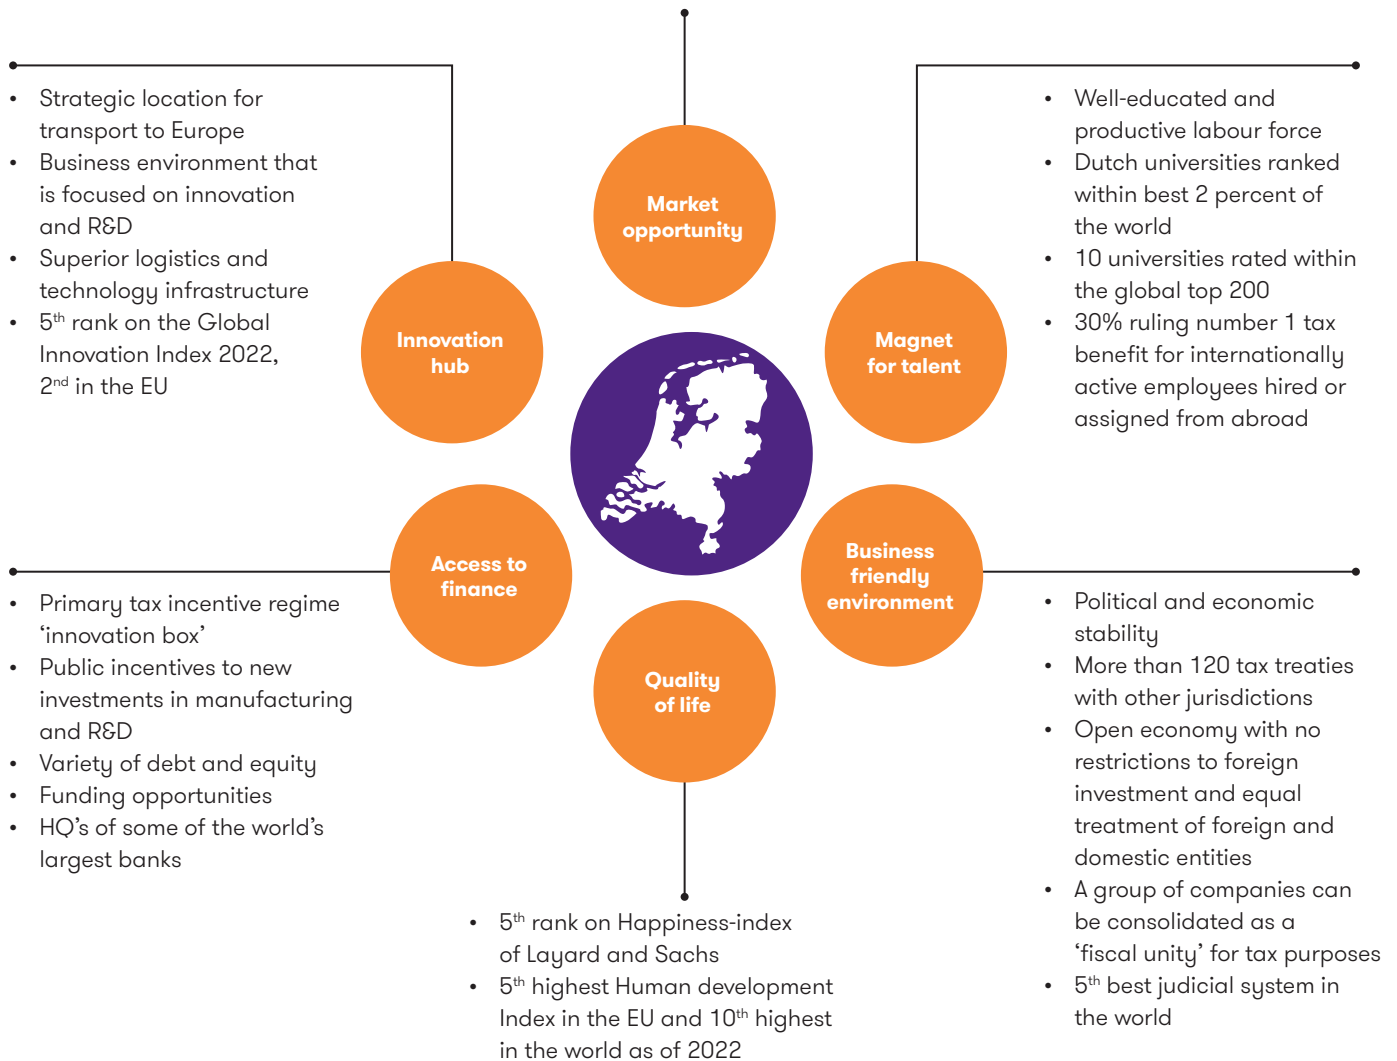 Market
opportunity
• Strategic location for
transport to Europe
• Business environment that
is focused on innovation
and R&D
• Superior logistics and
technology infrastructure
• 5th rank on the Global
Innovation Index 2022,
2nd in the EU
Innovation
hub
Magnet
for talent
• Well-educated and
productive labour force
• Dutch universities ranked
within best 2 percent of
the world
• 10 universities rated within
the global top 200
• 30% ruling number 1 tax
benefit for internationally
active employees hired or
assigned from abroad
Access to
finance
• Primary tax incentive regime
‘innovation box’
• Public incentives to new
investments in manufacturing
and R&D
• Variety of debt and equity
• Funding opportunities
• HQ’s of some of the world’s
largest banks
Business
friendly
environment
• Political and economic
stability
• More than 120 tax treaties
with other jurisdictions
• Open economy with no
restrictions to foreign
investment and equal
treatment of foreign and
domestic entities
• A group of companies can
be consolidated as a
‘fiscal unity’ for tax purposes
• 5th best judicial system in
the world
Quality
of life
• 5th rank on Happiness-index
of Layard and Sachs
• 5th highest Human development
Index in the EU and 10th highest
in the world as of 2022